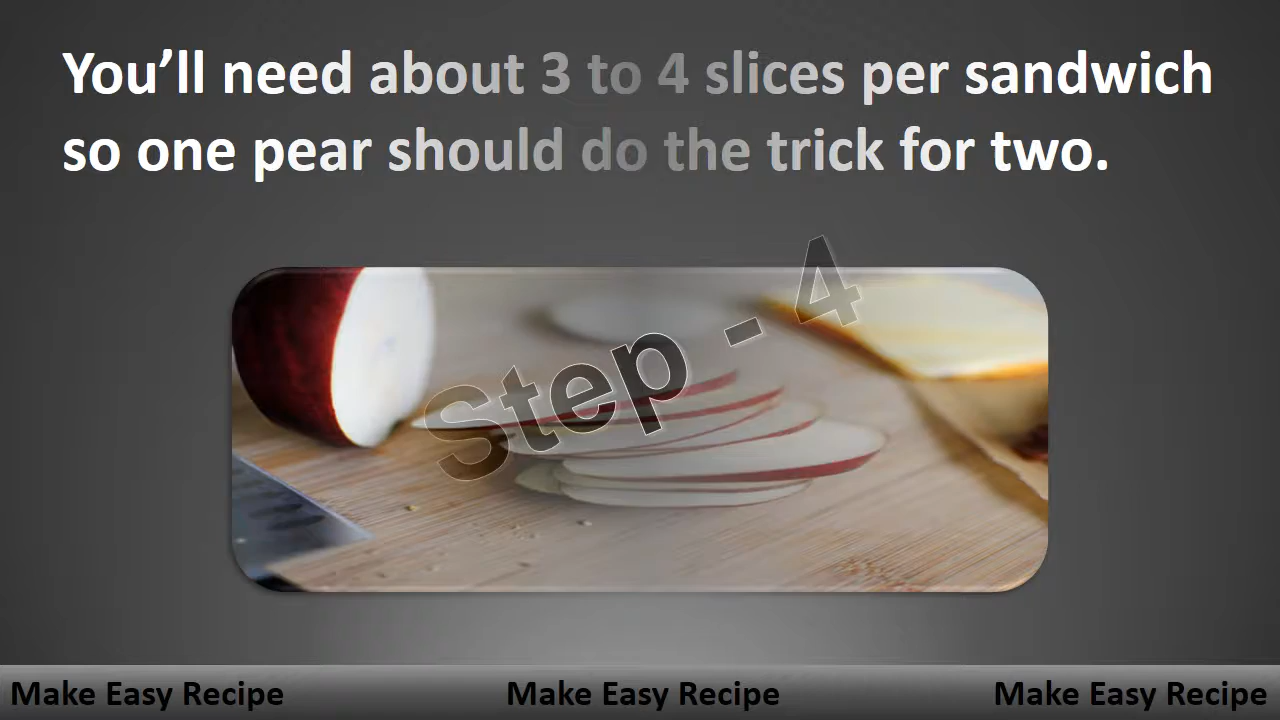 You’ll need about 3 to 4 slices per sandwich
so one pear should do the trick for two.
Step - 4
Make Easy Recipe Make Easy Recipe Make Easy Recipe